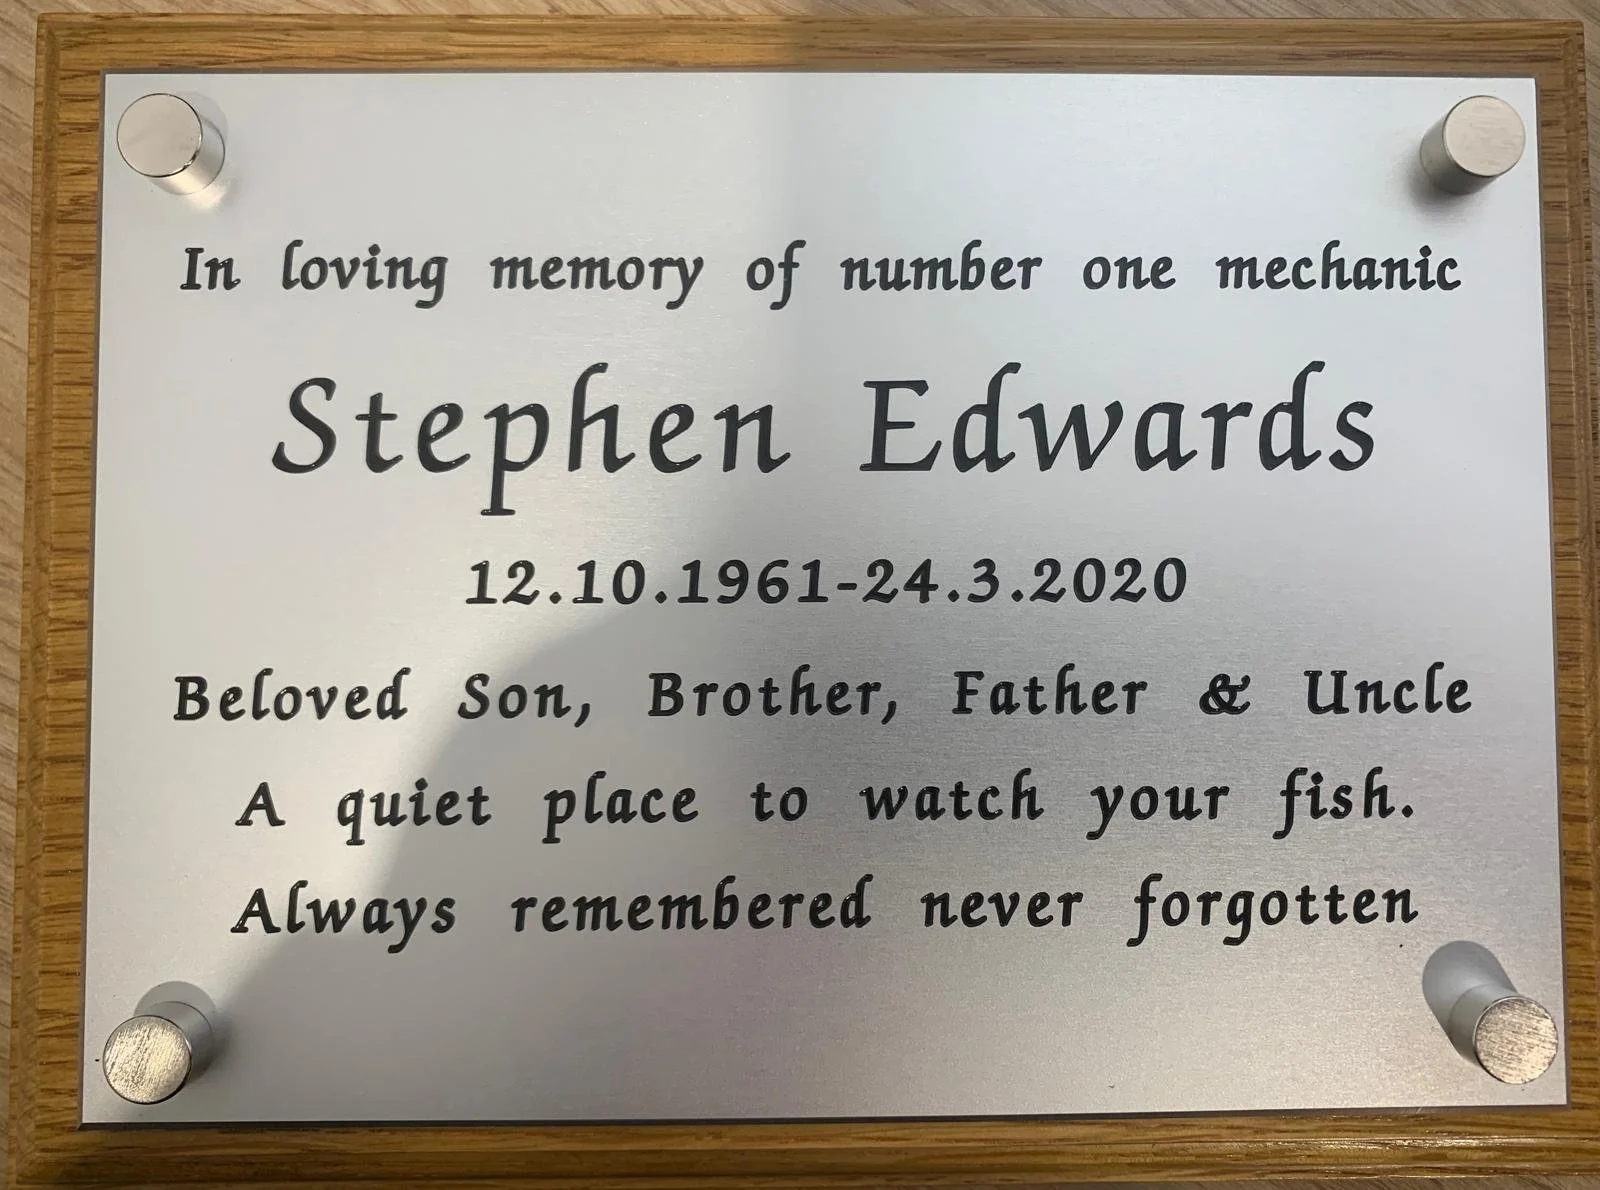 In loving memory of number one mechanic
Stephen Edwards
12.10.1961-24.3.2020
Beloved Son, Brother, Father & Uncle
A quiet place to watch your fish.
Always remembered never forgotten